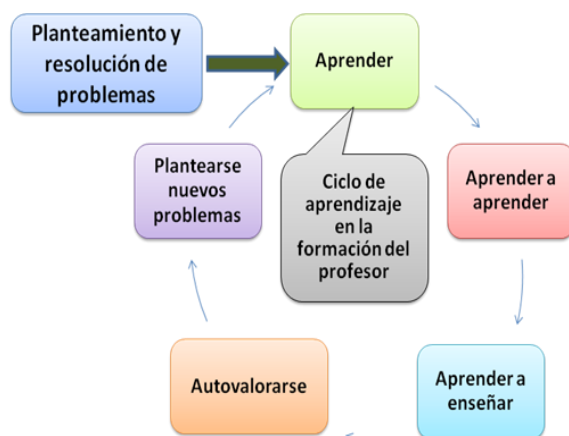 Planteamiento y
resolución de
problemas
Aprender
Aprender a
aprender
Aprender a
enseñar
Autovalorarse
Plantearse
nuevos
problemas
Ciclo de
aprendizaje
en la
formación del
profesor